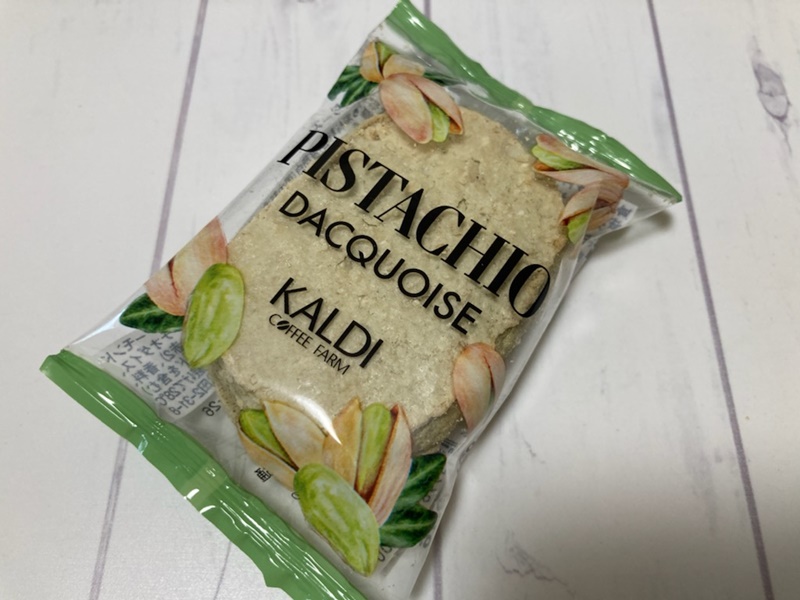 PISTACHIO
DACQUOISE
KALDI
COFFEE FARM